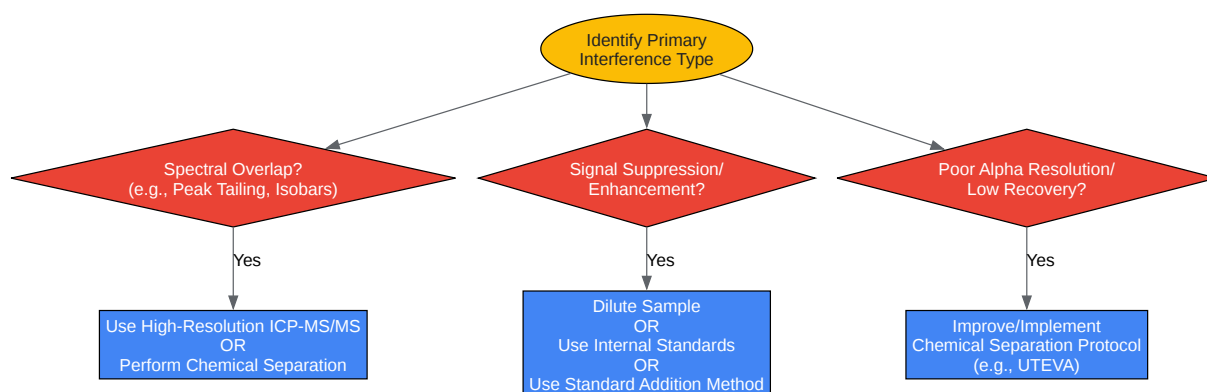 Identify Primary
Interference Type
Spectral Overlap?
(e.g., Peak Tailing, Isobars)
Signal Suppression/
Enhancement?
Poor Alpha Resolution/
Low Recovery?
Yes
Yes
Yes
Use High-Resolution ICP-MS/MS
OR
Perform Chemical Separation
Dilute Sample
OR
Use Internal Standards
OR
Use Standard Addition Method
Improve/Implement
Chemical Separation Protocol
(e.g., UTEVA)